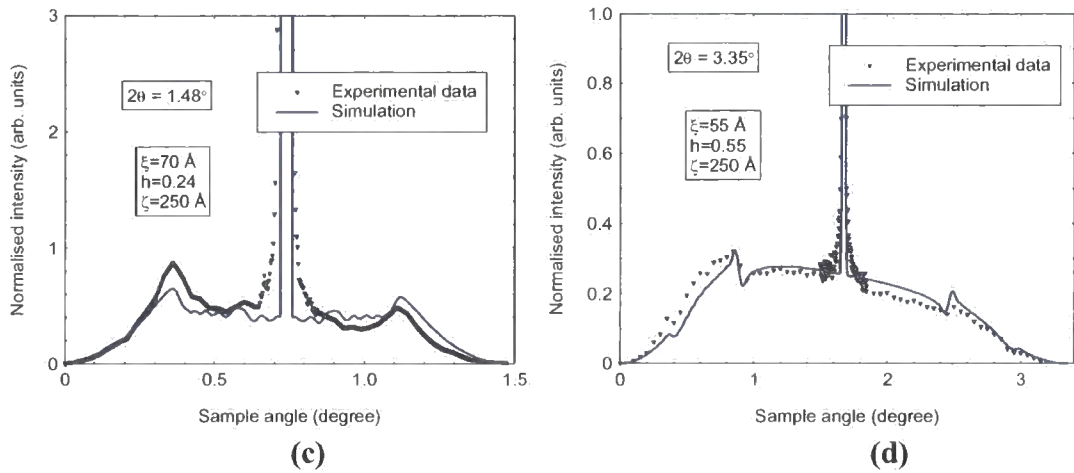 3
2
1
0
Normalised intensity (arb. units)
2θ = 1.48°
Experimental data
Simulation
ξ=70 Å
h=0.24
ζ=250 Å
0
0.5
1.0
1.5
Sample angle (degree)
(c)
1.0
0.8
0.6
0.4
0.2
0
Normalised intensity (arb. units)
2θ = 3.35°
Experimental data
Simulation
ξ=55 Å
h=0.55
ζ=250 Å
0
1
2
3
Sample angle (degree)
(d)